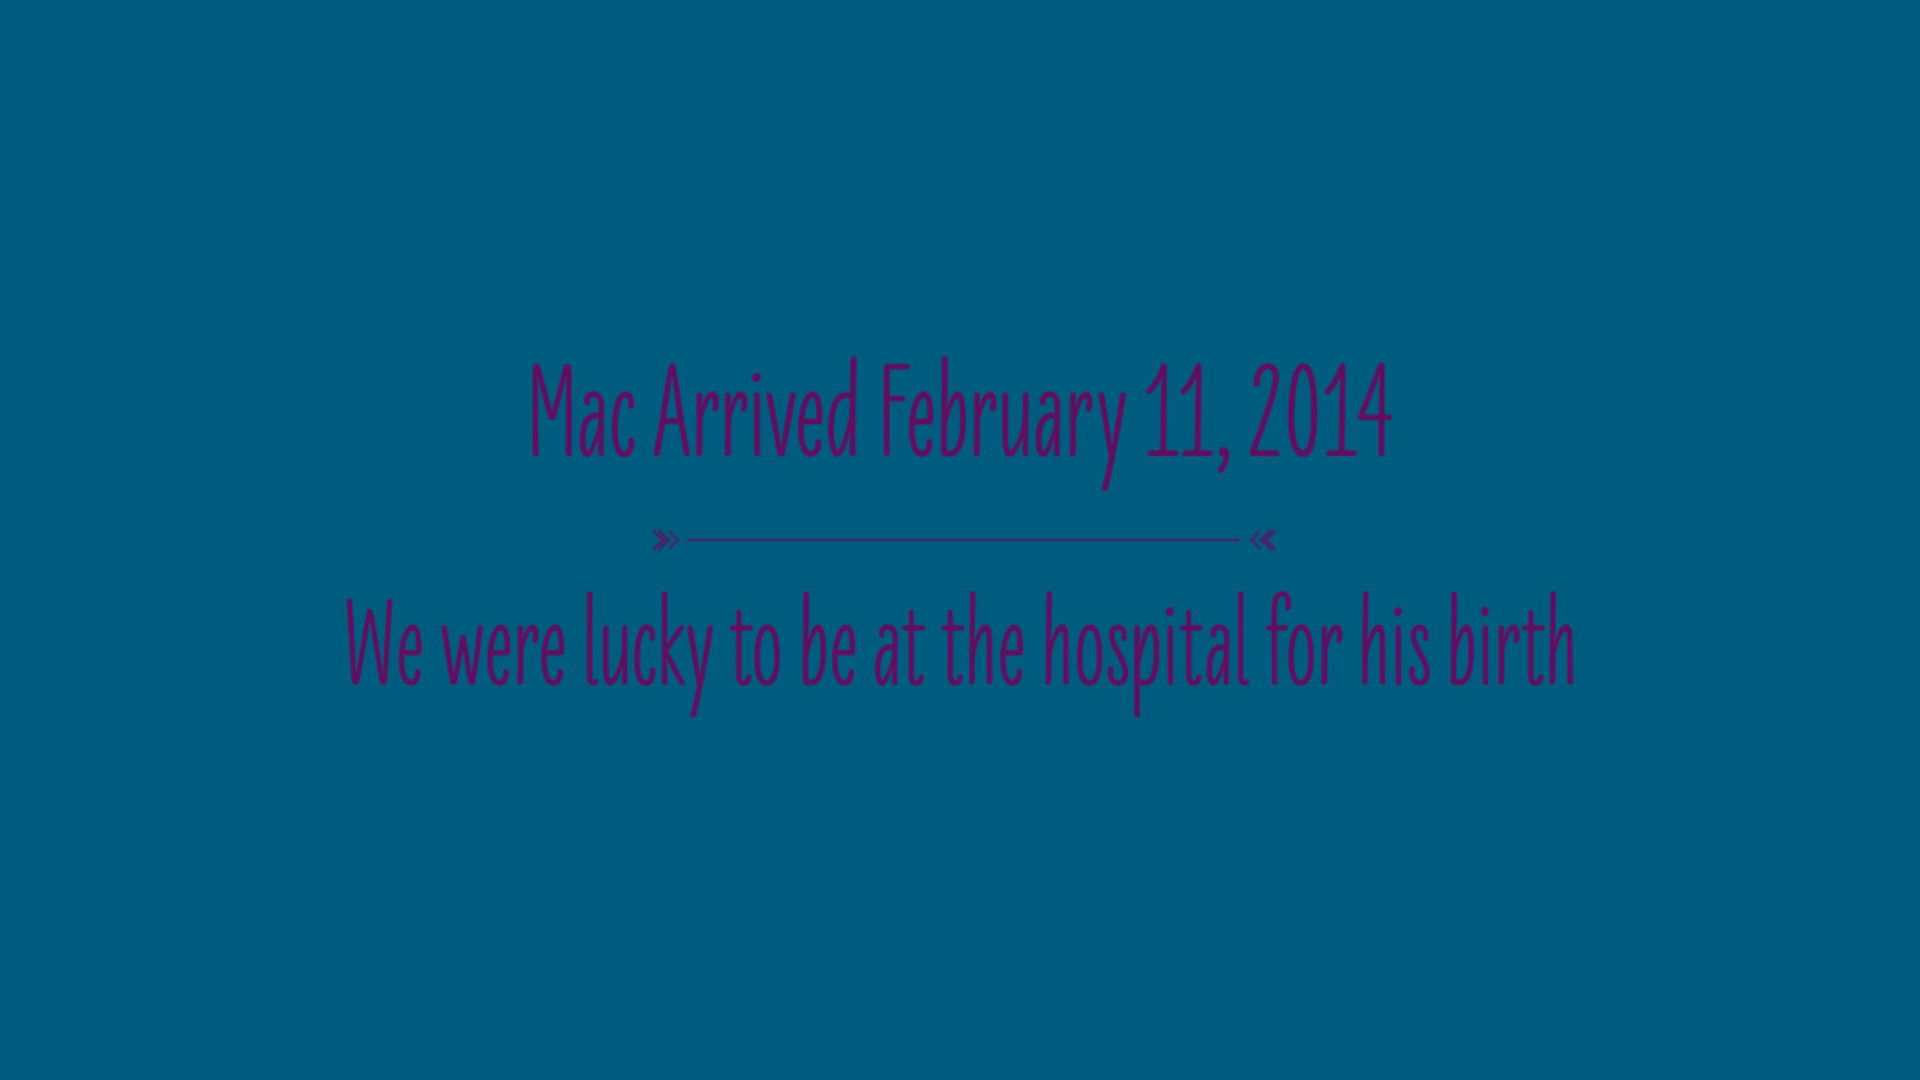 Mac Arrived February 11, 2014
We were lucky to be at the hospital for his birth